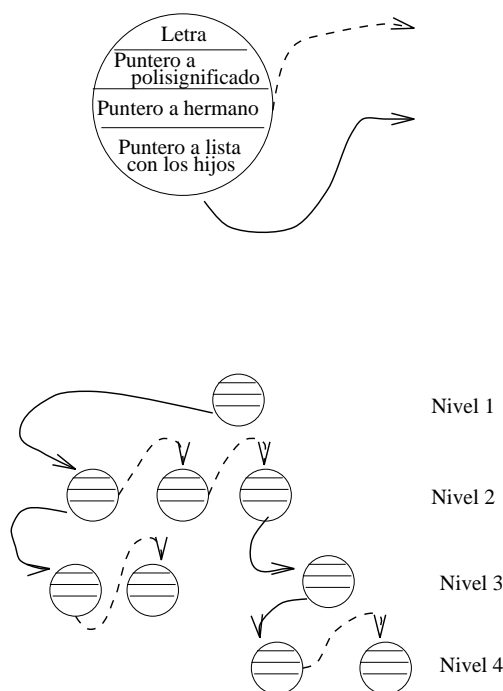 Letra
Puntero a
polisignificado
Puntero a hermano
Puntero a lista
con los hijos
Nivel 1
Nivel 2
Nivel 3
Nivel 4